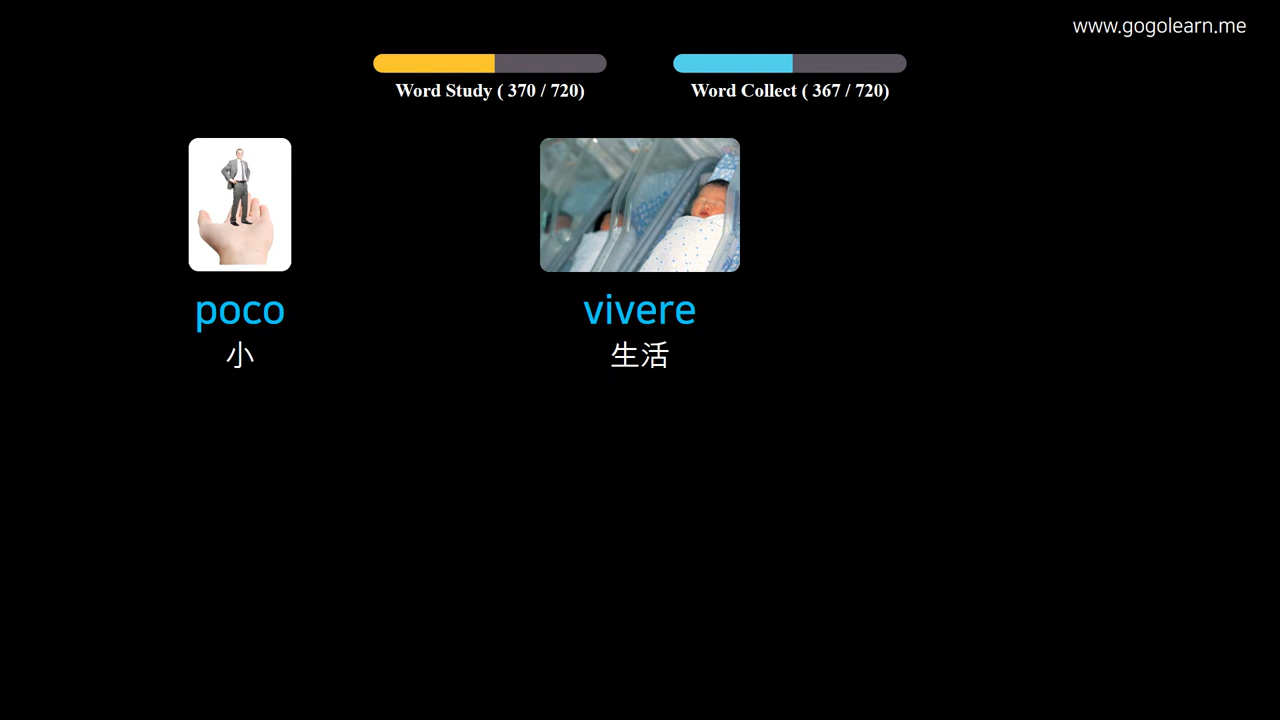 www.gogolearn.me
Word Study ( 370 / 720)
Word Collect ( 367 / 720)
poco
小
vivere
生活